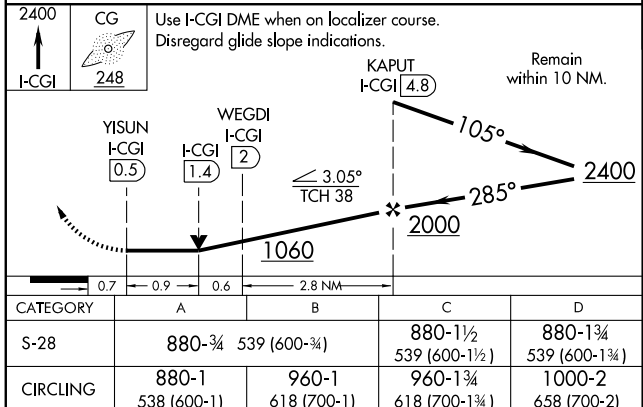 2400
I-CGI
CG
248
Use I-CGI DME when on localizer course.
Disregard glide slope indications.
KAPUT
I-CGI 4.8
Remain
within 10 NM.
105°
2400
285°
2000
YISUN
I-CGI
0.5
I-CGI
1.4
WEGDI
I-CGI
2
3.05°
TCH 38
1060
0.7 0.9 0.6 2.8 NM
CATEGORY A B C D
S-28 880-¾ 539 (600-¾) 880-1½ 880-1¾
539 (600-1½) 539 (600-1¾)
CIRCLING 880-1 960-1 960-1¾ 1000-2
538 (600-1) 618 (700-1) 618 (700-1¾) 658 (700-2)